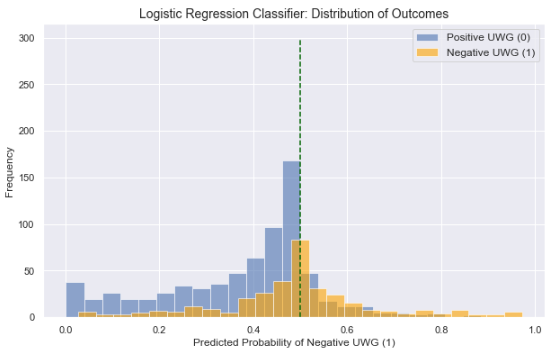 Logistic Regression Classifier: Distribution of Outcomes
Positive UWG (0)
Negative UWG (1)
Frequency
300
250
200
150
100
50
0
0.0 0.2 0.4 0.6 0.8 1.0
Predicted Probability of Negative UWG (1)